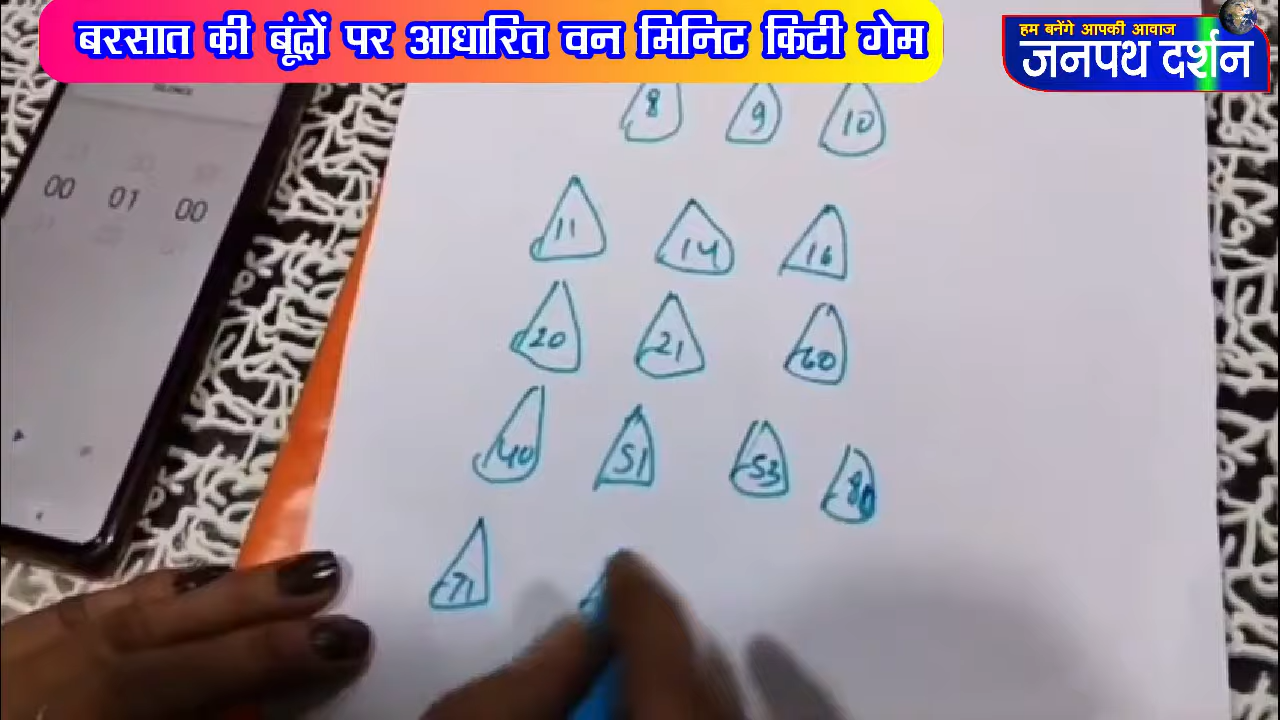 बरसात की बूंदों पर आधारित वन मिनिट किटी गेम
हम बनेंगे आपकी आवाज
जनपथ दर्शन
00 01 00
8 9 10
11 14 16
20 21 60
40 51 53 80
71